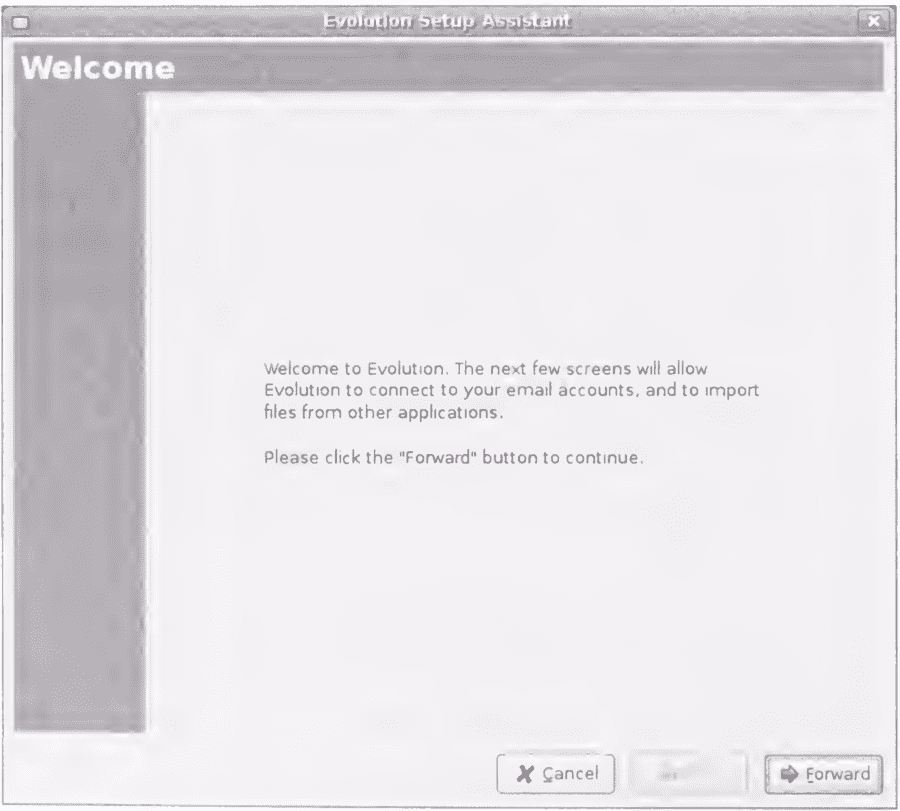 Evolution Setup Assistant
Welcome
Welcome to Evolution. The next few screens will allow
Evolution to connect to your email accounts, and to import
files from other applications.
Please click the "Forward" button to continue.
Cancel
Forward